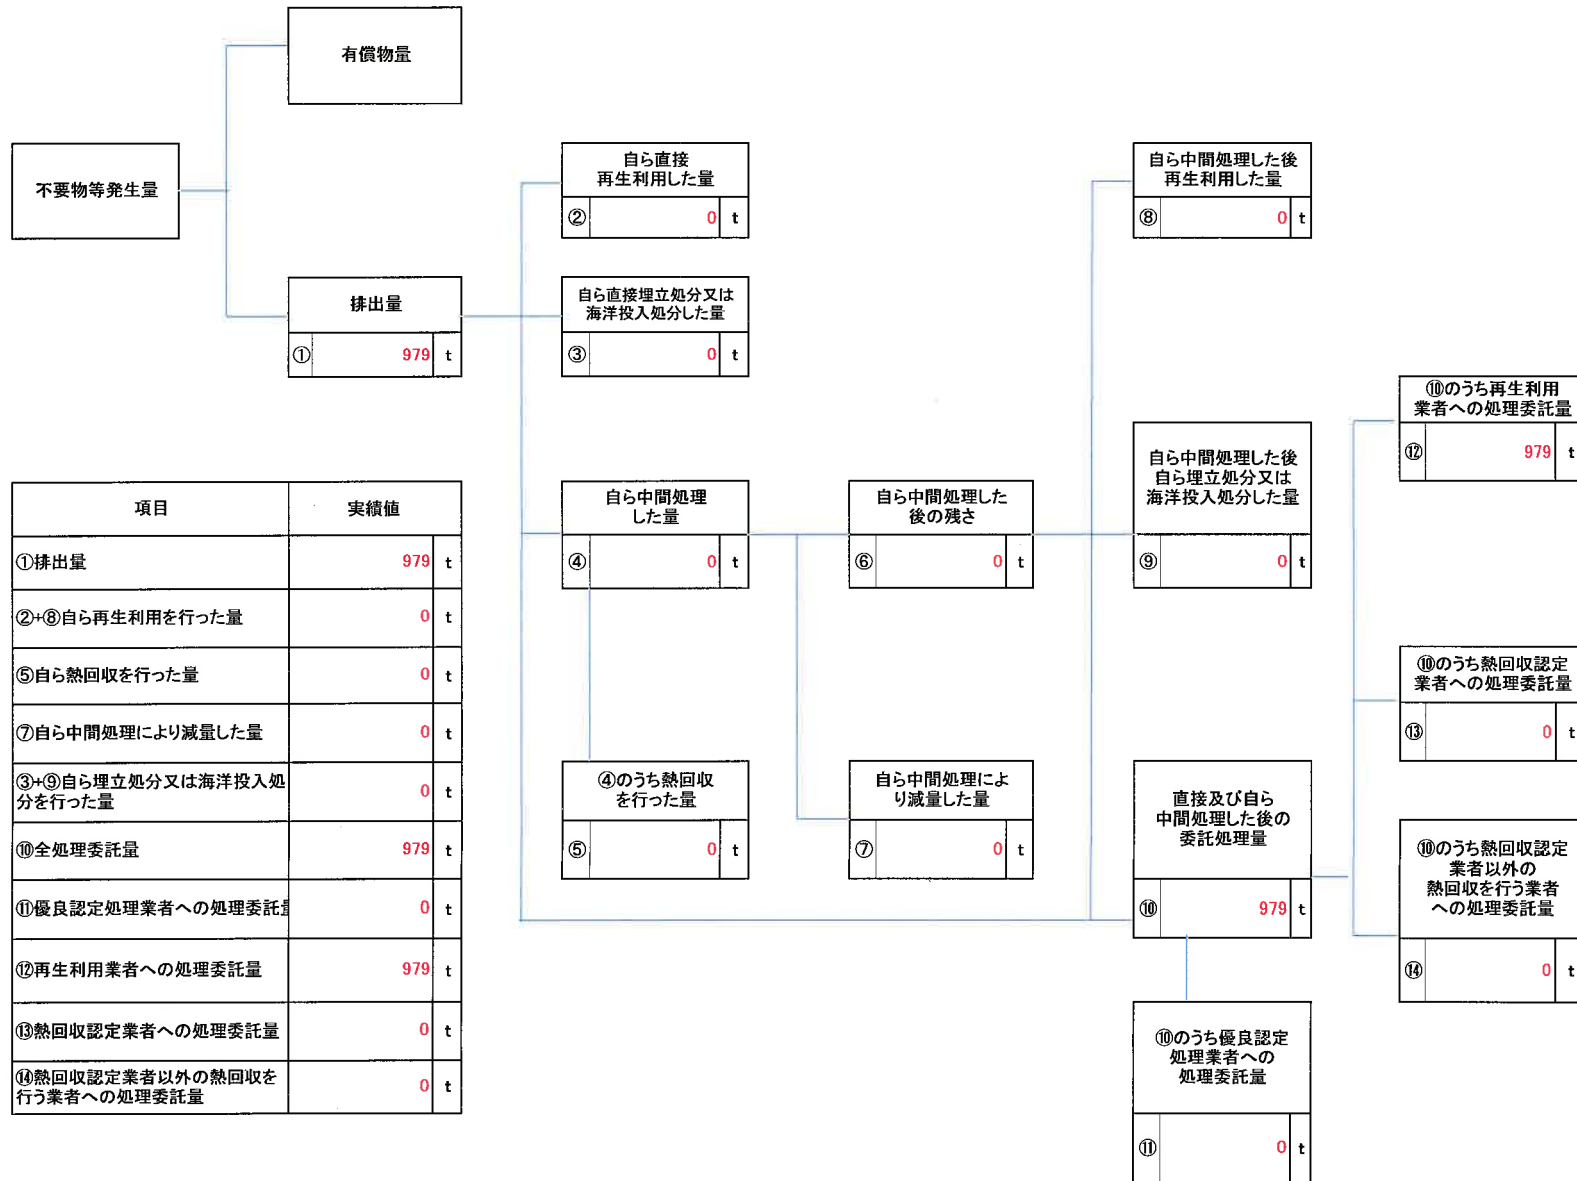 有償物量
不要物等発生量
排出量
① 979 t
自ら直接
再生利用した量
② 0 t
自ら直接埋立処分又は
海洋投入処分した量
③ 0 t
自ら中間処理
した量
④ 0 t
④のうち熱回収
を行った量
⑤ 0 t
自ら中間処理した
後の残さ
⑥ 0 t
自ら中間処理によ
り減量した量
⑦ 0 t
自ら中間処理した後
再生利用した量
⑧ 0 t
自ら中間処理した後
自ら埋立処分又は
海洋投入処分した量
⑨ 0 t
直接及び自ら
中間処理した後の
委託処理量
⑩ 979 t
⑩のうち優良認定
処理業者への
処理委託量
⑪ 0 t
⑩のうち再生利用
業者への処理委託量
⑫ 979 t
⑩のうち熱回収認定
業者への処理委託量
⑬ 0 t
⑩のうち熱回収認定
業者以外の
熱回収を行う業者
への処理委託量
⑭ 0 t
項目 実績値
①排出量 979 t
②+⑧自ら再生利用を行った量 0 t
⑤自ら熱回収を行った量 0 t
⑦自ら中間処理により減量した量 0 t
③+⑨自ら埋立処分又は海洋投入処
分を行った量 0 t
⑩全処理委託量 979 t
⑪優良認定処理業者への処理委託量 0 t
⑫再生利用業者への処理委託量 979 t
⑬熱回収認定業者への処理委託量 0 t
⑭熱回収認定業者以外の熱回収を
行う業者への処理委託量 0 t